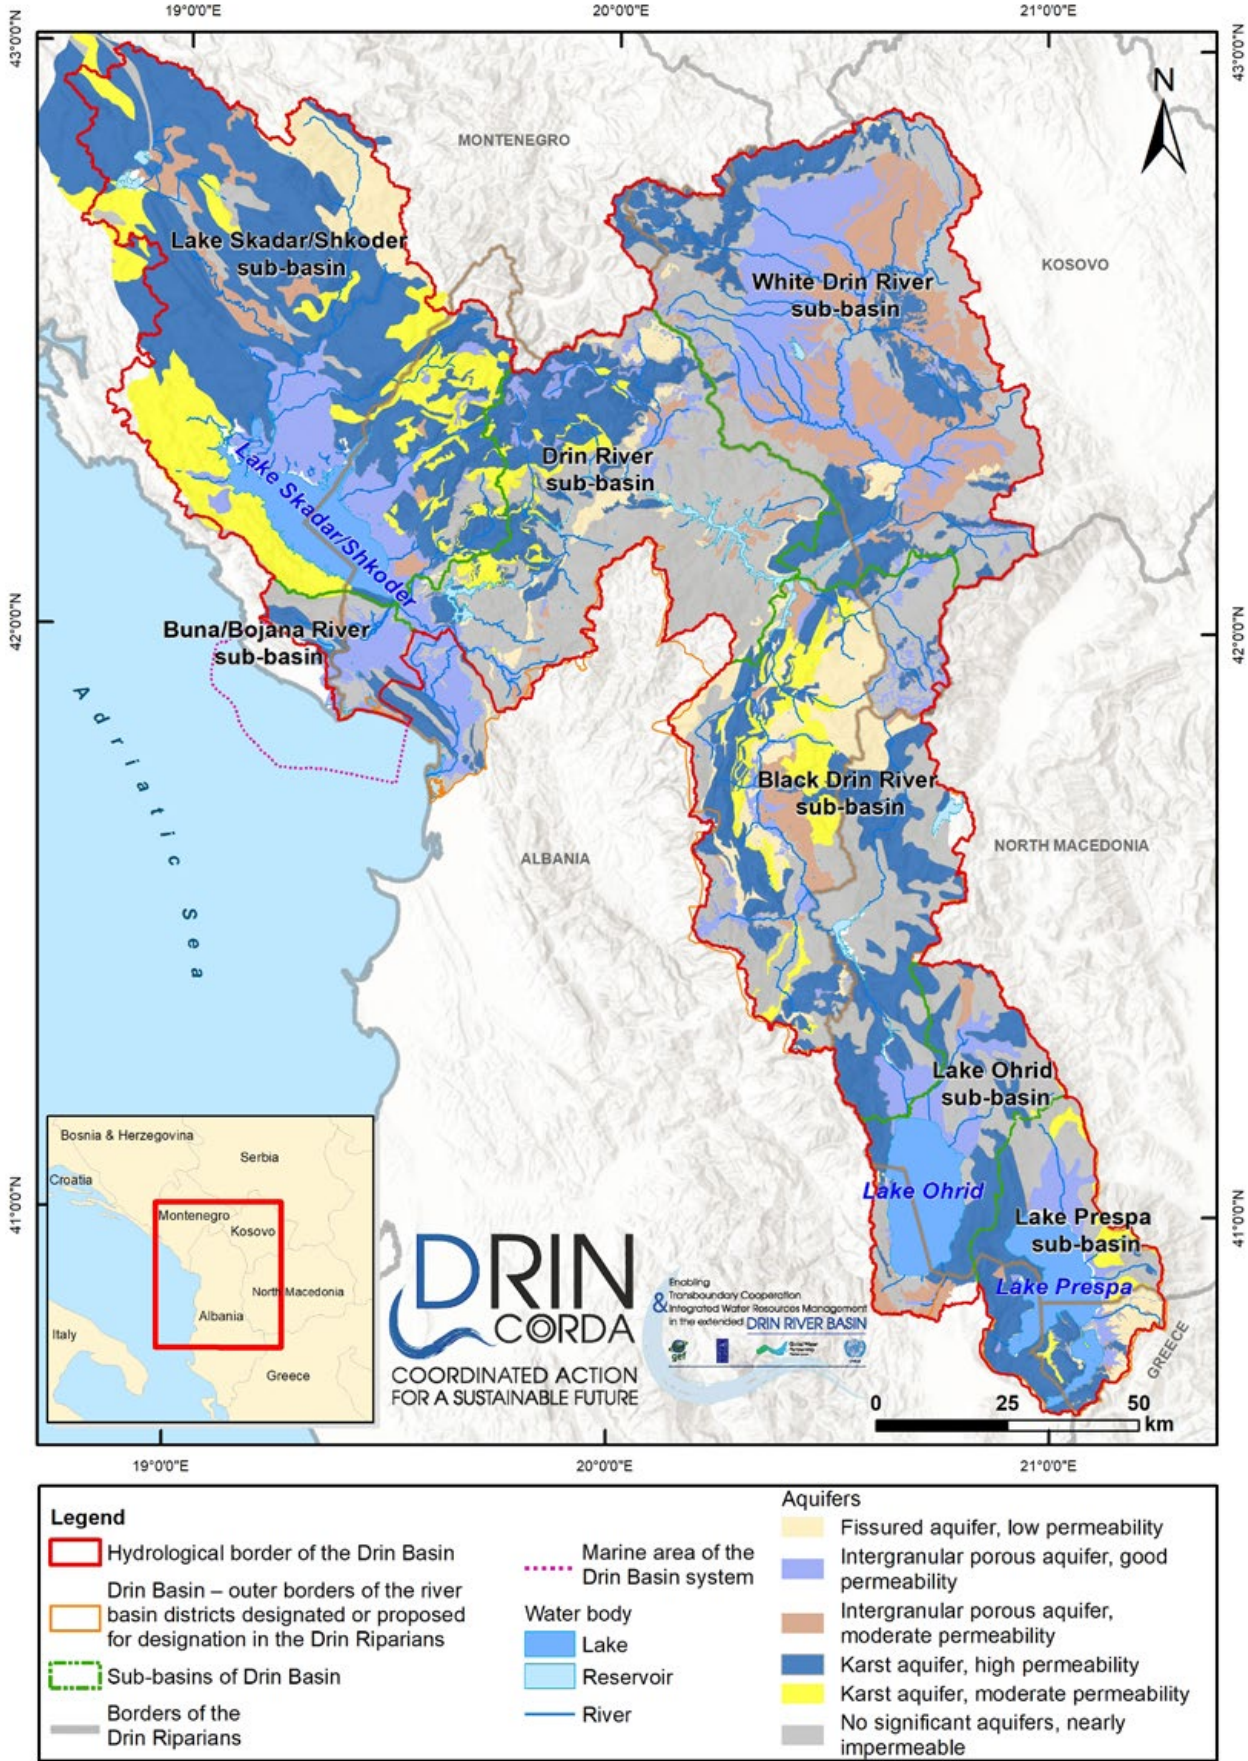 19°0'0"E
20°0'0"E
21°0'0"E
43°0'0"N
43°0'0"N
N
MONTENEGRO
KOSOVO
Lake Skadar/Shkoder
sub-basin
White Drin River
sub-basin
Drin River
sub-basin
Lake Skadar/Shkoder
42°0'0"N
42°0'0"N
Buna/Bojana River
sub-basin
Adriatic Sea
Black Drin River
sub-basin
ALBANIA
NORTH MACEDONIA
Lake Ohrid
sub-basin
Lake Ohrid
41°0'0"N
41°0'0"N
Lake Prespa
sub-basin
Lake Prespa
GREECE
Bosnia & Herzegovina
Serbia
Croatia
Montenegro
Kosovo
North Macedonia
Albania
Italy
Greece
DRIN
CORDA
COORDINATED ACTION
FOR A SUSTAINABLE FUTURE
Enabling
Transboundary Cooperation
& Integrated Water Resources Management
in the extended DRIN RIVER BASIN
gef
0 25 50
km
19°0'0"E
20°0'0"E
21°0'0"E
Legend
Hydrological border of the Drin Basin
Drin Basin – outer borders of the river
basin districts designated or proposed
for designation in the Drin Riparians
Sub-basins of Drin Basin
Borders of the
Drin Riparians
Marine area of the
Drin Basin system
Water body
Lake
Reservoir
River
Aquifers
Fissured aquifer, low permeability
Intergranular porous aquifer, good
permeability
Intergranular porous aquifer,
moderate permeability
Karst aquifer, high permeability
Karst aquifer, moderate permeability
No significant aquifers, nearly
impermeable